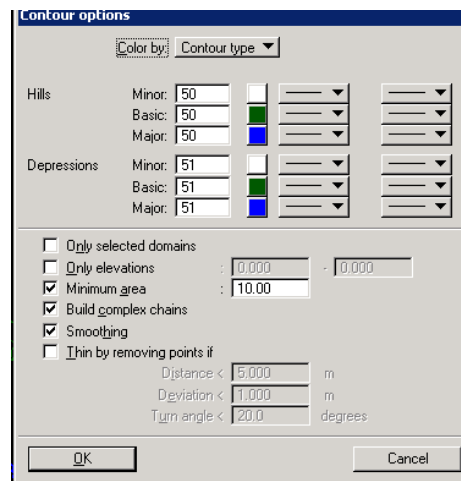 Contour options
Color by: Contour type
Hills Minor: 50
Basic: 50
Major: 50
Depressions Minor: 51
Basic: 51
Major: 51
Only selected domains
Only elevations : 0.000 - 0.000
Minimum area : 10.00
Build complex chains
Smoothing
Thin by removing points if
Distance < 5.000 m
Deviation < 1.000 m
Turn angle < 20.0 degrees
OK Cancel